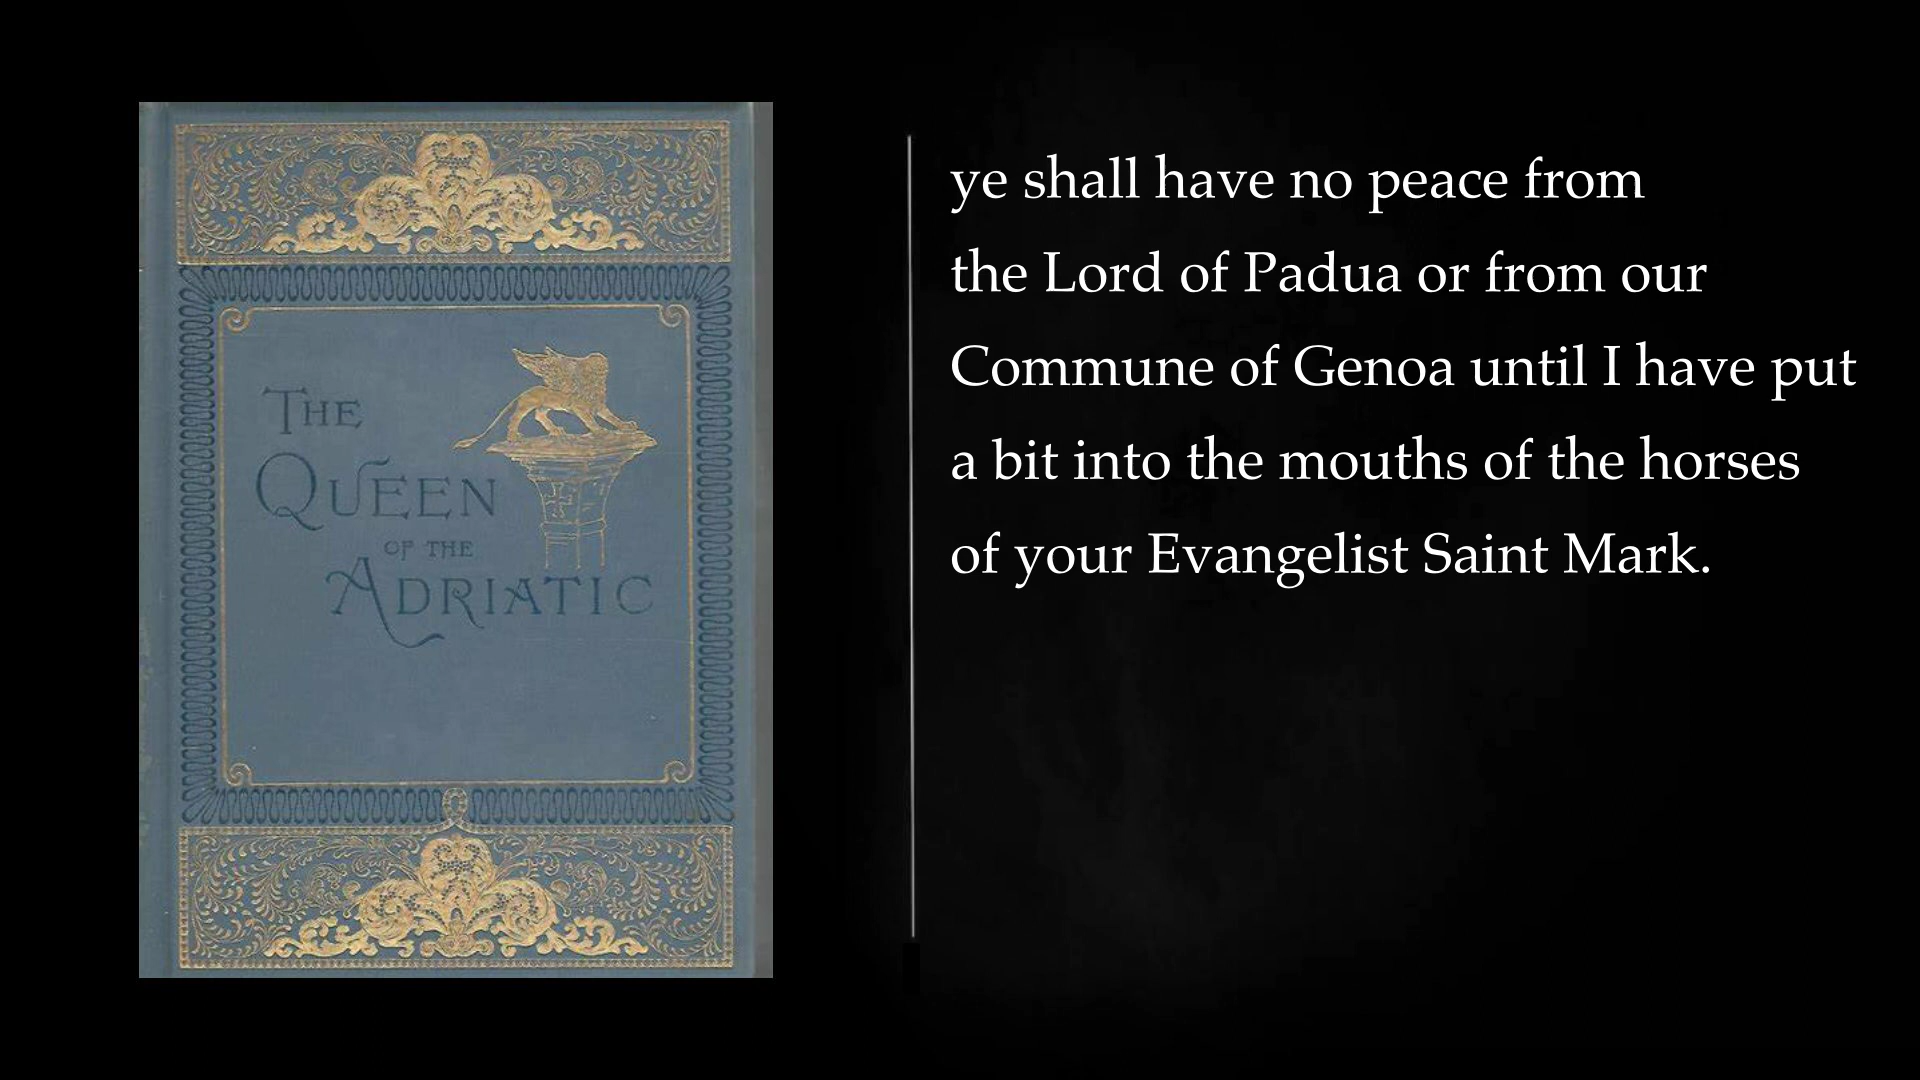 The
Queen
of the
Adriatic
ye shall have no peace from
the Lord of Padua or from our
Commune of Genoa until I have put
a bit into the mouths of the horses
of your Evangelist Saint Mark.